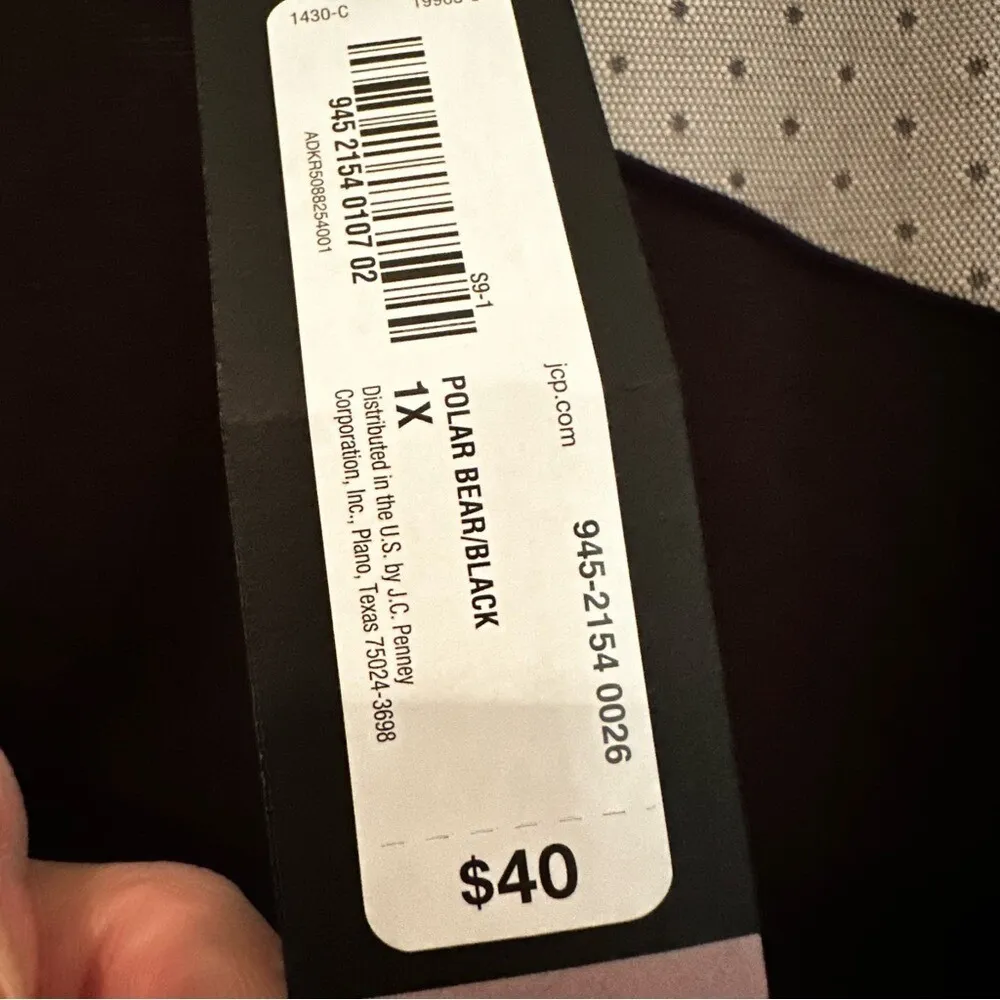 1430-C
945 2154 0107 02
ADKR5088254001
S9-1
jcp.com
945-2154 0026
POLAR BEAR/BLACK
1X
Distributed in the U.S. by J.C. Penney
Corporation, Inc., Plano, Texas 75024-3698
$40